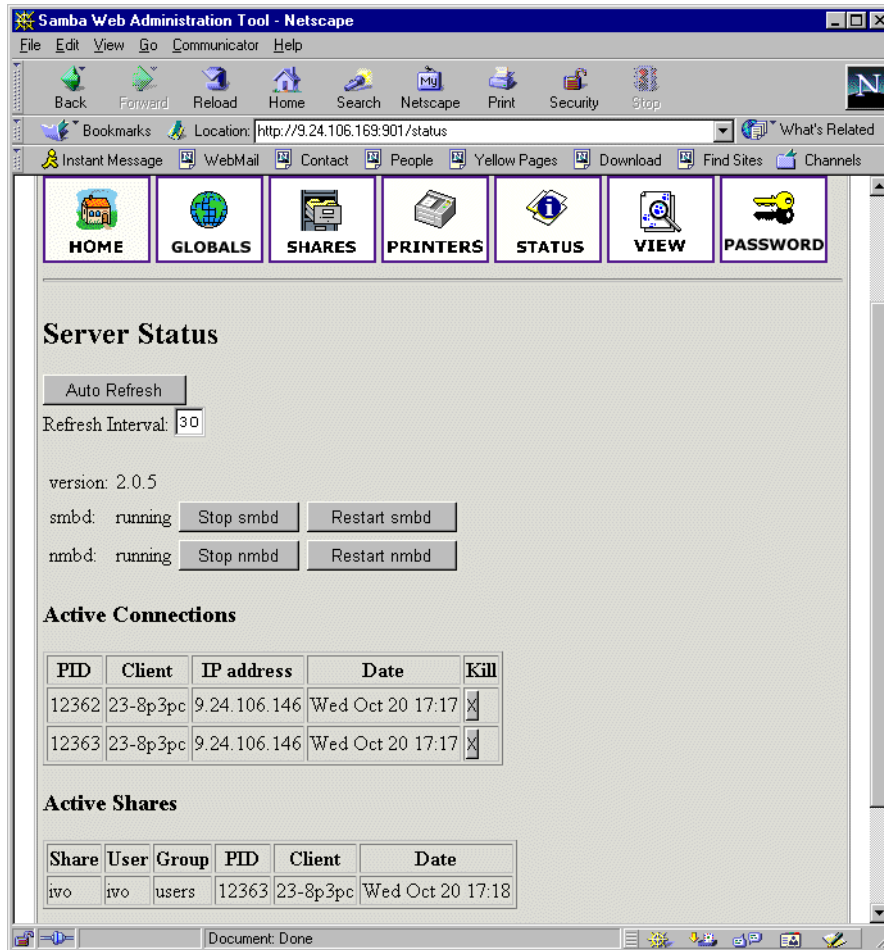 Samba Web Administration Tool - Netscape
File Edit View Go Communicator Help
My
Back Forward Reload Home Search Netscape Print Security Stop
N
Bookmarks Location: http://9.24.106.169:901/status What's Related
Instant Message WebMail Contact People Yellow Pages Download Find Sites Channels
HOME GLOBALS SHARES PRINTERS STATUS VIEW PASSWORD
Server Status
Auto Refresh
Refresh Interval: 30
version: 2.0.5
smbd: running Stop smbd Restart smbd
nmbd: running Stop nmbd Restart nmbd
Active Connections
PID Client IP address Date Kill
12362 23-8p3pc 9.24.106.146 Wed Oct 20 17:17 X
12363 23-8p3pc 9.24.106.146 Wed Oct 20 17:17 X
Active Shares
Share User Group PID Client Date
ivo ivo users 12363 23-8p3pc Wed Oct 20 17:18
Document: Done